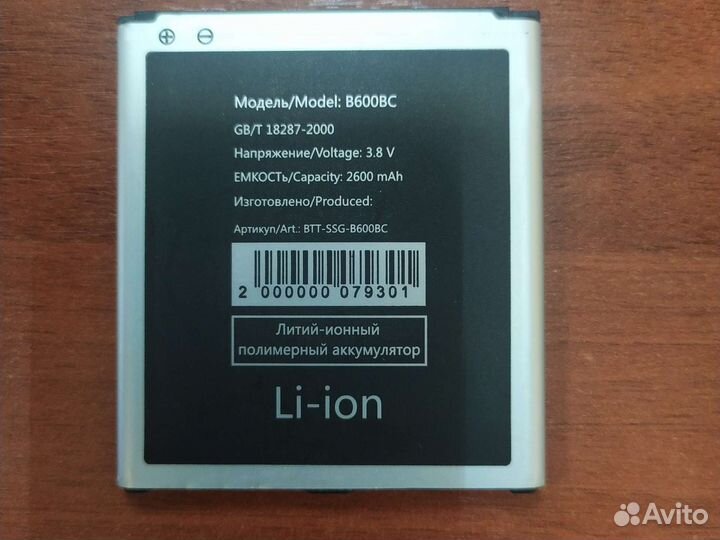 Модель/Model: B600BC
GB/T 18287-2000
Напряжение/Voltage: 3.8 V
ЕМКОСТь/Capacity: 2600 mAh
Изготовлено/Produced:
Артикул/Art.: BTT-SSG-B600BC
2 000000 079301
Литий-ионный
полимерный аккумулятор
Li-ion
Avito